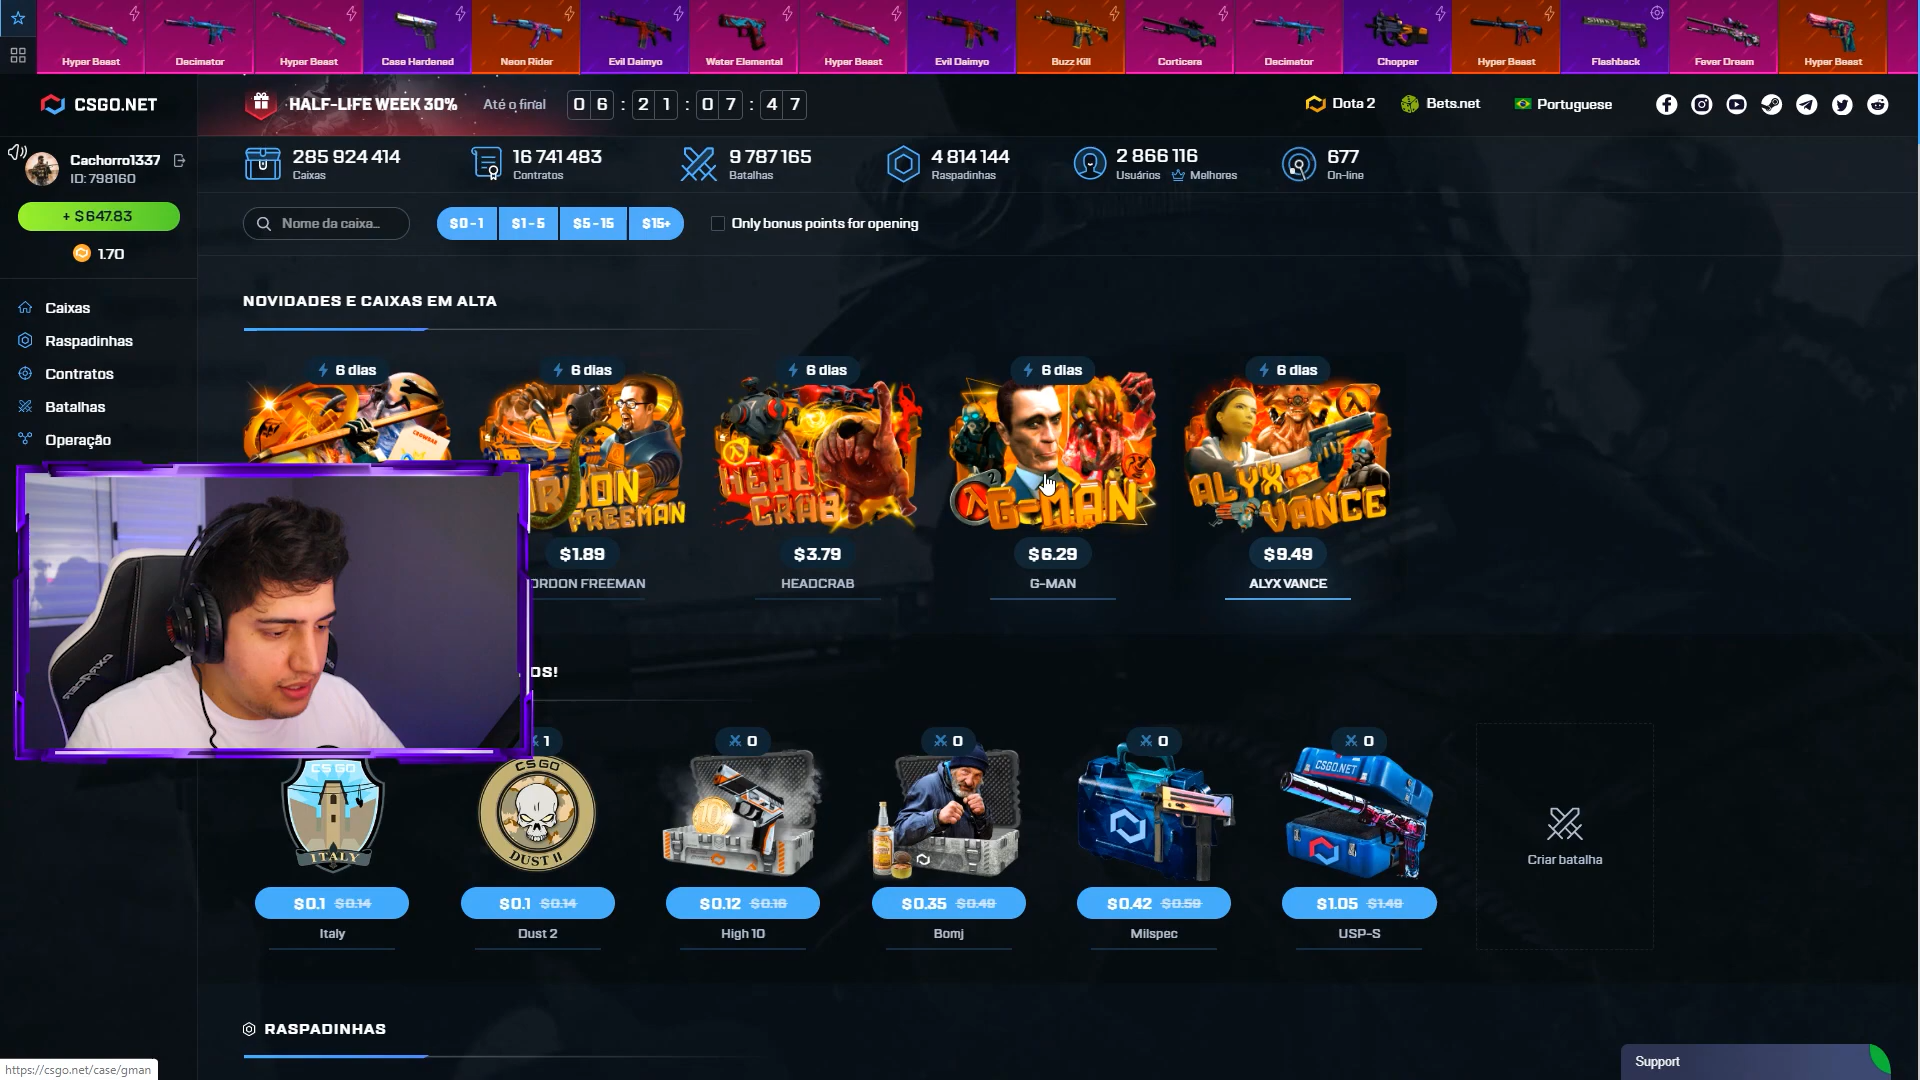 Hyper Beast
Decimator
Hyper Beast
Case Hardened
Neon Rider
Evil Daimyo
Water Elemental
Hyper Beast
Evil Daimyo
Buzz Kill
Corticera
Decimator
Chopper
Hyper Beast
Flashback
Fever Dream
Hyper Beast
CSGO.NET
HALF-LIFE WEEK 30%
Até o final
06:21:07:47
Dota 2
Bets.net
Portuguese
Cachorro1337
ID: 798160
+ $647.83
1.70
285 924 414
Caixas
16 741 483
Contratos
9 787 165
Batalhas
4 814 144
Raspadinhas
2 866 116
Usuários
Melhores
677
On-line
Nome da caixa...
$0-1
$1-5
$5-15
$15+
Only bonus points for opening
Caixas
Raspadinhas
Contratos
Batalhas
Operação
NOVIDADES E CAIXAS EM ALTA
6 dias
6 dias
6 dias
6 dias
6 dias
CROWBAR
RDON
FREEMAN
HEAD
CRAB
2
G-MAN
ALYX
VANCE
$1.89
$3.79
$6.29
$9.49
ORDON FREEMAN
HEADCRAB
G-MAN
ALYX VANCE
OS!
1
0
0
0
0
CS GO
ITALY
CSGO
DUST II
10
CSGO.NET
Criar batalha
$0.1 $0.14
$0.1 $0.14
$0.12 $0.16
$0.35 $0.49
$0.42 $0.59
$1.05 $1.49
Italy
Dust 2
High 10
Bomj
Milspec
USP-S
RASPADINHAS
https://csgo.net/case/gman
Support